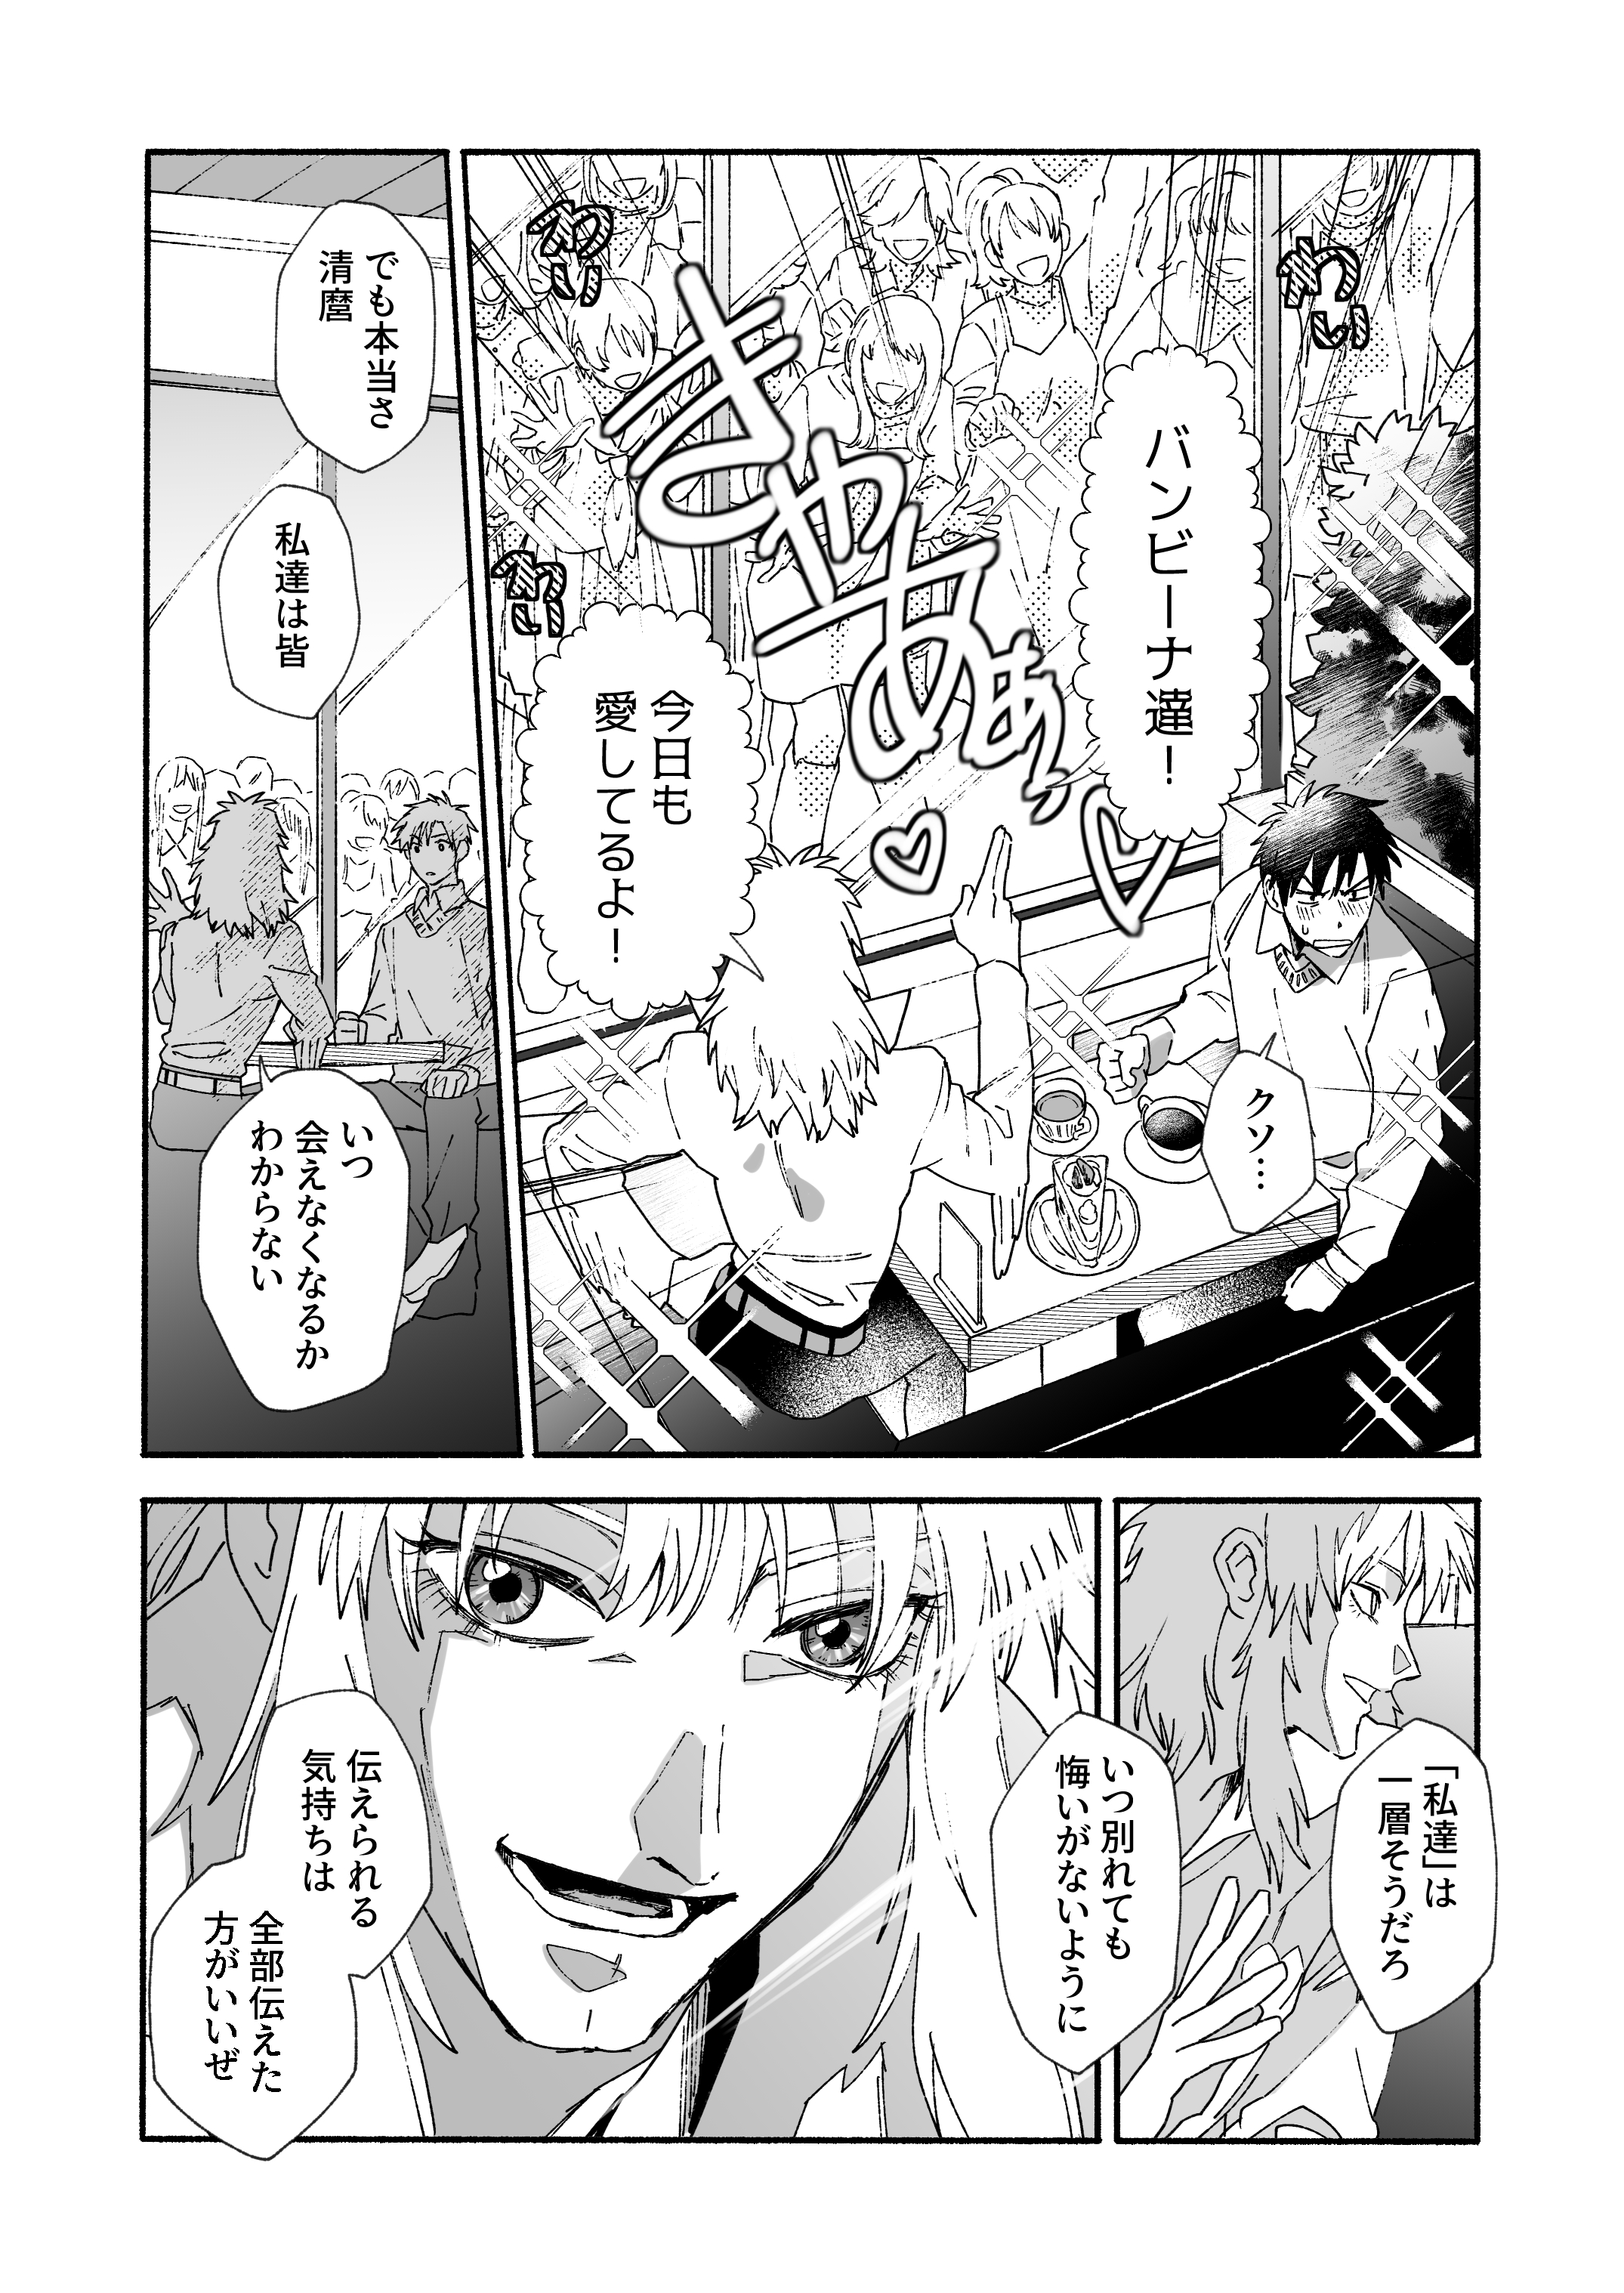 わい
バンビーナ達！
きゃあぁっ
わい
わい
今日も
愛してるよ！
クソ…
でも本当さ
清麿
私達は皆
いつ
会えなくなるか
わからない
「私達」は
一層そうだろ
いつ別れても
悔いがないように
伝えられる
気持ちは
全部伝えた
方がいいぜ